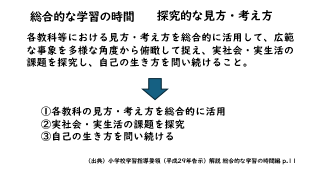 総合的な学習の時間　　探究的な見方・考え方
各教科等における見方・考え方を総合的に活用して、広範
な事象を多様な角度から俯瞰して捉え、実社会・実生活の
課題を探究し、自己の生き方を問い続けること。
①各教科の見方・考え方を総合的に活用
②実社会・実生活の課題を探究
③自己の生き方を問い続ける
（出典）小学校学習指導要領（平成29年告示）解説 総合的な学習の時間編 p.11